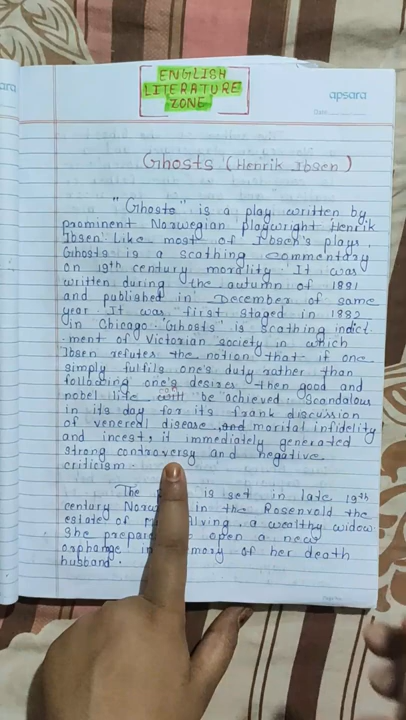 ENGLISH
LITERATURE
ZONE
apsara
Date:
Ghosts (Henrik Ibsen)
"Ghosts" is a play written by
prominent Norwegian playwright Henrik
Ibsen. Like most of Ibsen's plays,
Ghosts is a scathing commentary
on 19th century morality. It was
written during the autumn of 1881
and published in December of same
year. It was first staged in 1882
in Chicago. "Ghosts" is scathing indict
-ment of Victorian society in which
Ibsen refutes the notion that if one
simply fulfils one's duty rather than
following one's desires then good and
nobel life can be achieved. Scandalous
in its day for its frank discussion
of venereal disease, and marital infidelity
and incest, it immediately generated
strong controversy and negative
criticism.
The is set in late 19th
century in the Rosenvold the
estate of Alving, a wealthy widow
She open a new
orphange in of her death
husband.